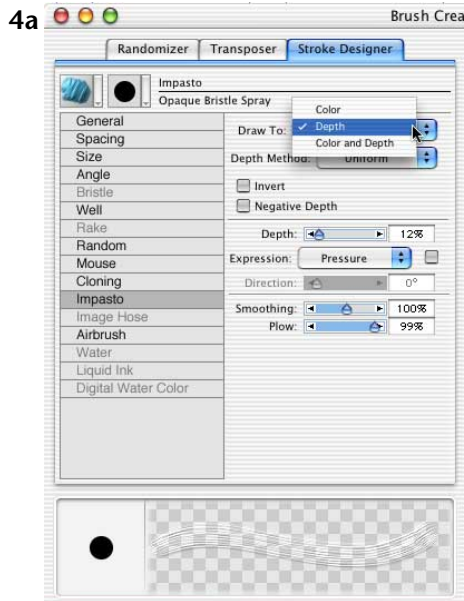 4a
Brush Crea
Randomizer Transposer Stroke Designer
Impasto
Opaque Bristle Spray
General
Spacing
Size
Angle
Bristle
Well
Rake
Random
Mouse
Cloning
Impasto
Image Hose
Airbrush
Water
Liquid Ink
Digital Water Color
Color
Draw To: ✓ Depth
Color and Depth
Depth Method: Uniform
Invert
Negative Depth
Depth: 12%
Expression: Pressure
Direction: 0°
Smoothing: 100%
Plow: 99%